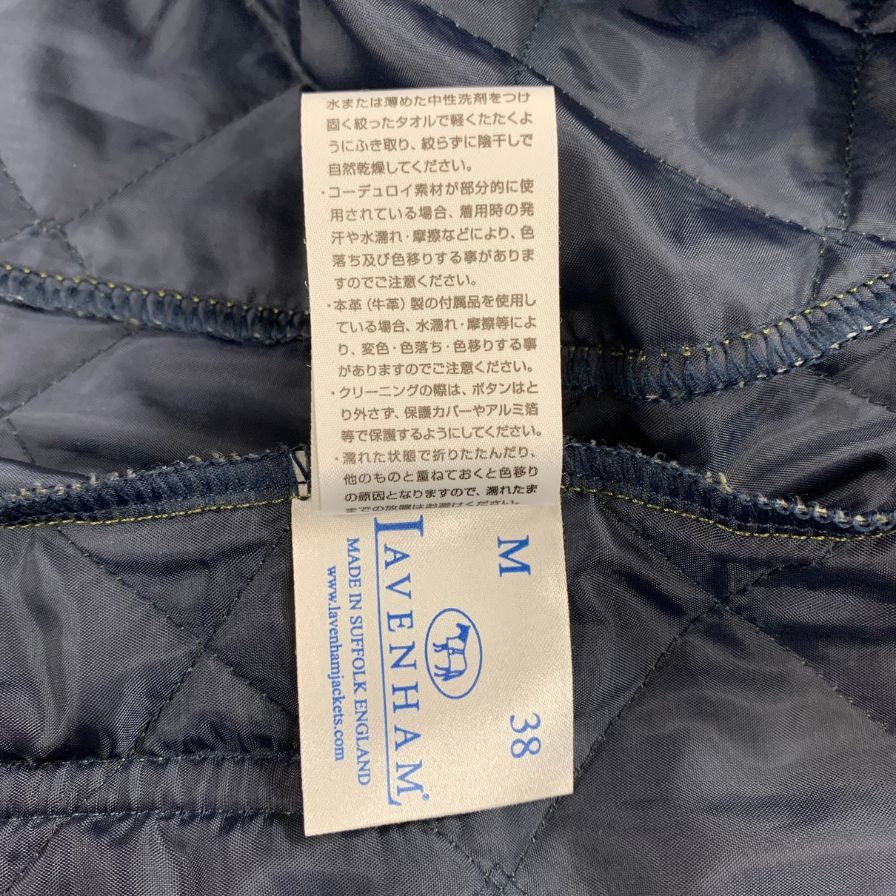 水または薄めた中性洗剤をつけ
固く絞ったタオルで軽くたたくよ
うにふき取り、絞らずに陰干しで
自然乾燥してください。
・コーデュロイ素材が部分的に使
用されている場合、着用時の発
汗や水濡れ・摩擦などにより、色
落ち及び色移りする事がありま
すのでご注意ください。
・本革（牛革）製の付属品を使用し
ている場合、水濡れ・摩擦等によ
り、変色・色落ち・色移りする事
がありますのでご注意ください。
・クリーニングの際は、ボタンはと
り外さず、保護カバーやアルミ箔
等で保護するようにしてください。
・濡れた状態で折りたたんだり、
他のものと重ねておくと色移り
の原因となりますので、濡れたま
までの放置はお避けください。
M
38
LAVENHAM®
MADE IN SUFFOLK ENGLAND
www.lavenhamjackets.com